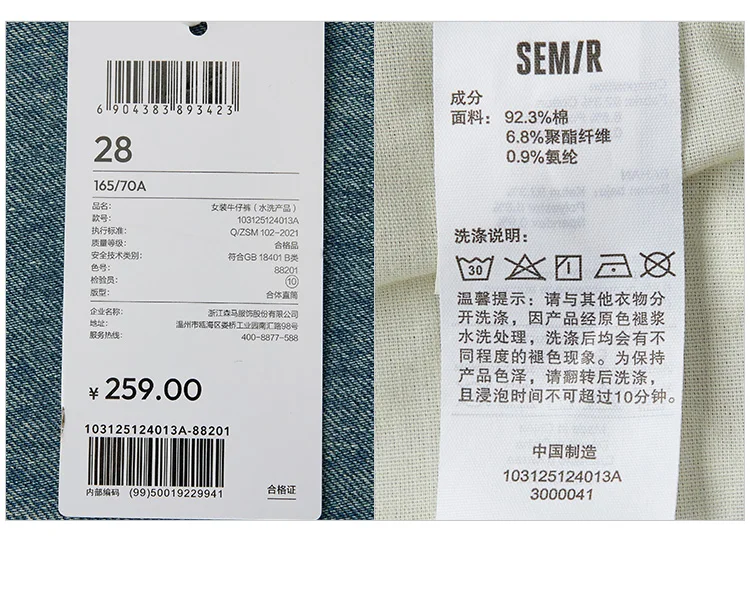 6 904383 893423
28
165/70A
品名: 女装牛仔裤（水洗产品）
款号: 103125124013A
执行标准: Q/ZSM 102-2021
质量等级: 合格品
安全技术类别: 符合GB 18401 B类
色号: 88201
检验员: 10
版型: 合体直筒
企业名称: 浙江森马服饰股份有限公司
地址: 温州市瓯海区娄桥工业园南汇路98号
服务热线: 400-8877-588
¥ 259.00
103125124013A-88201
内部编码 (99)50019229941
合格证
SEM/R
成分
面料: 92.3%棉
6.8%聚酯纤维
0.9%氨纶
洗涤说明:
30
温馨提示：请与其他衣物分
开洗涤，因产品经原色褪浆
水洗处理，洗涤后均会有不
同程度的褪色现象。为保持
产品色泽，请翻转后洗涤，
且浸泡时间不可超过10分钟。
中国制造
103125124013A
3000041